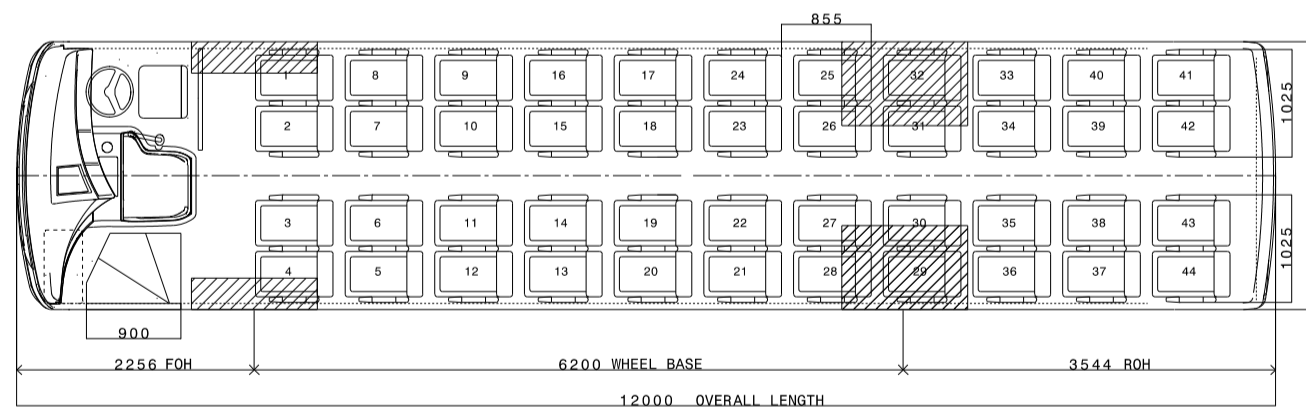 855
1 8 9 16 17 24 25 32 33 40 41
2 7 10 15 18 23 26 31 34 39 42
1025
3 6 11 14 19 22 27 30 35 38 43
4 5 12 13 20 21 28 29 36 37 44
1025
900
2256 FOH 6200 WHEEL BASE 3544 ROH
12000 OVERALL LENGTH